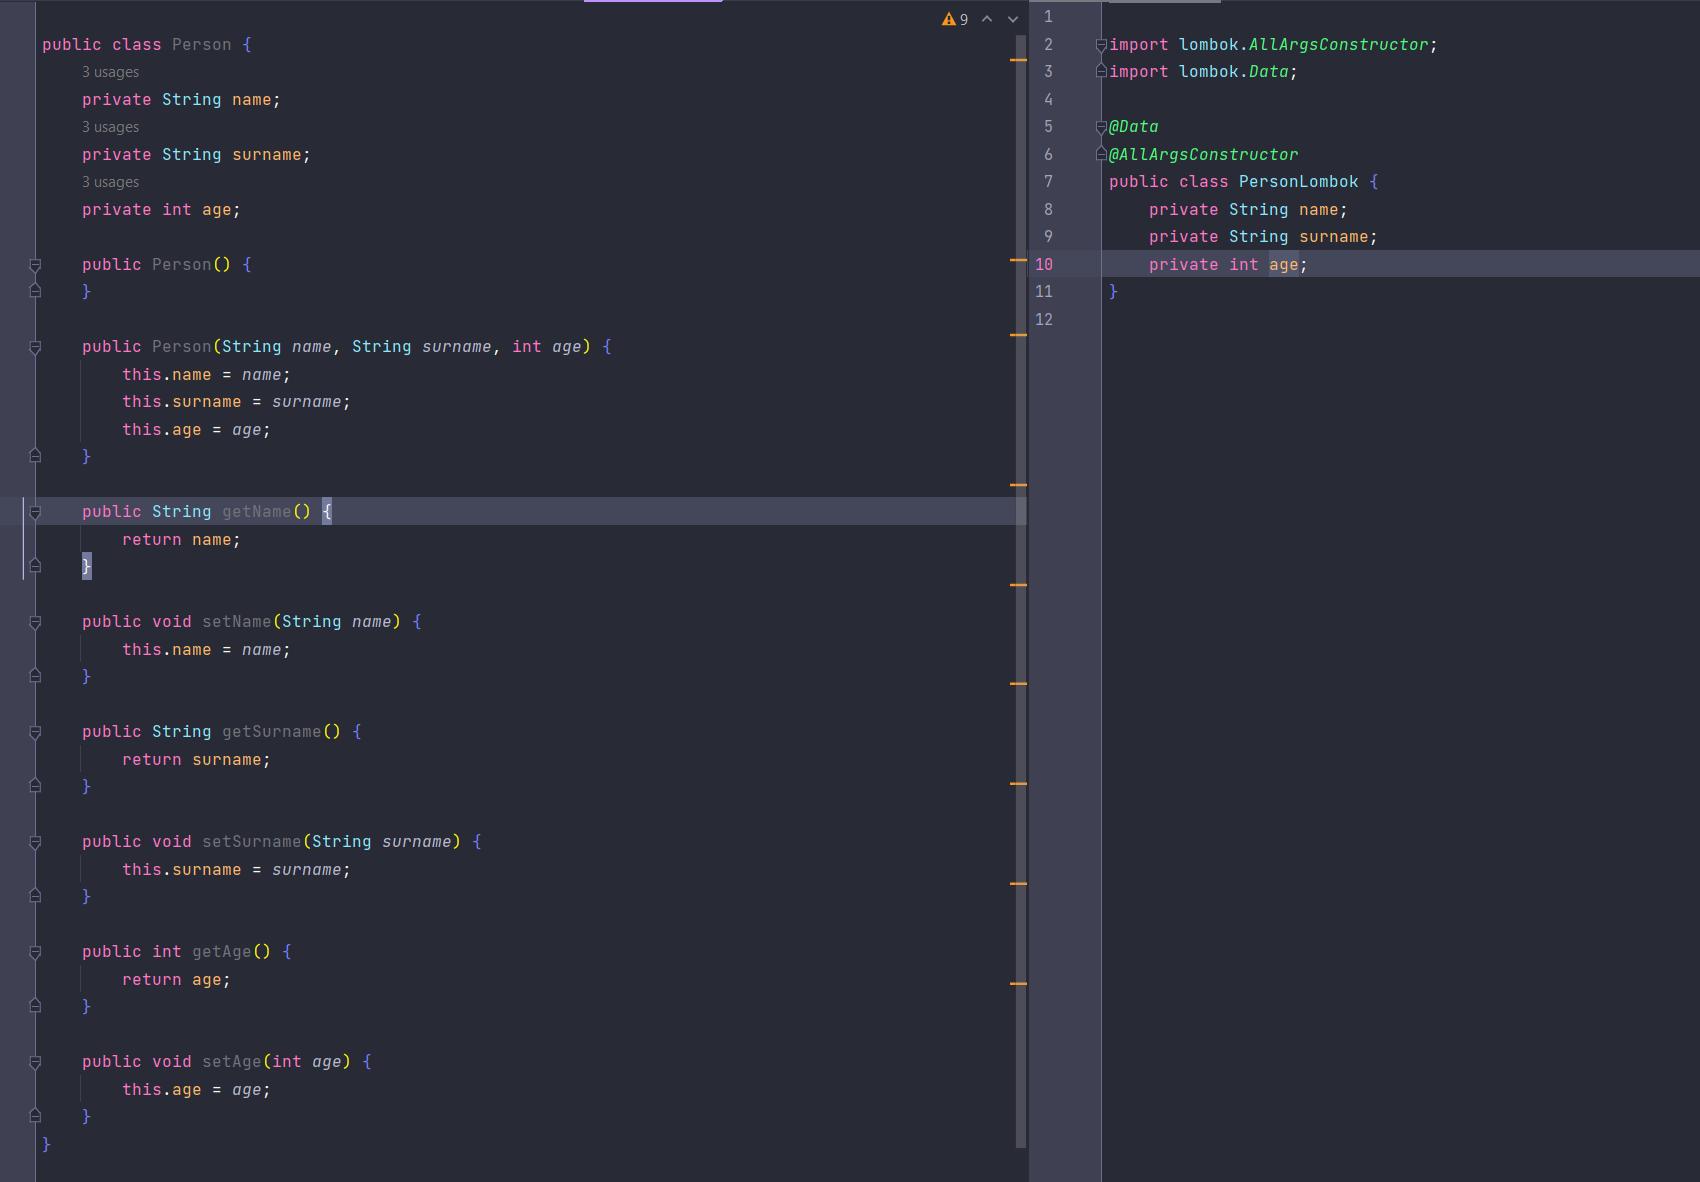 9
public class Person {
3 usages
private String name;
3 usages
private String surname;
3 usages
private int age;
public Person() {
}
public Person(String name, String surname, int age) {
this.name = name;
this.surname = surname;
this.age = age;
}
public String getName() {
return name;
}
public void setName(String name) {
this.name = name;
}
public String getSurname() {
return surname;
}
public void setSurname(String surname) {
this.surname = surname;
}
public int getAge() {
return age;
}
public void setAge(int age) {
this.age = age;
}
}
1
2 import lombok.AllArgsConstructor;
3 import lombok.Data;
4
5 @Data
6 @AllArgsConstructor
7 public class PersonLombok {
8 private String name;
9 private String surname;
10 private int age;
11 }
12